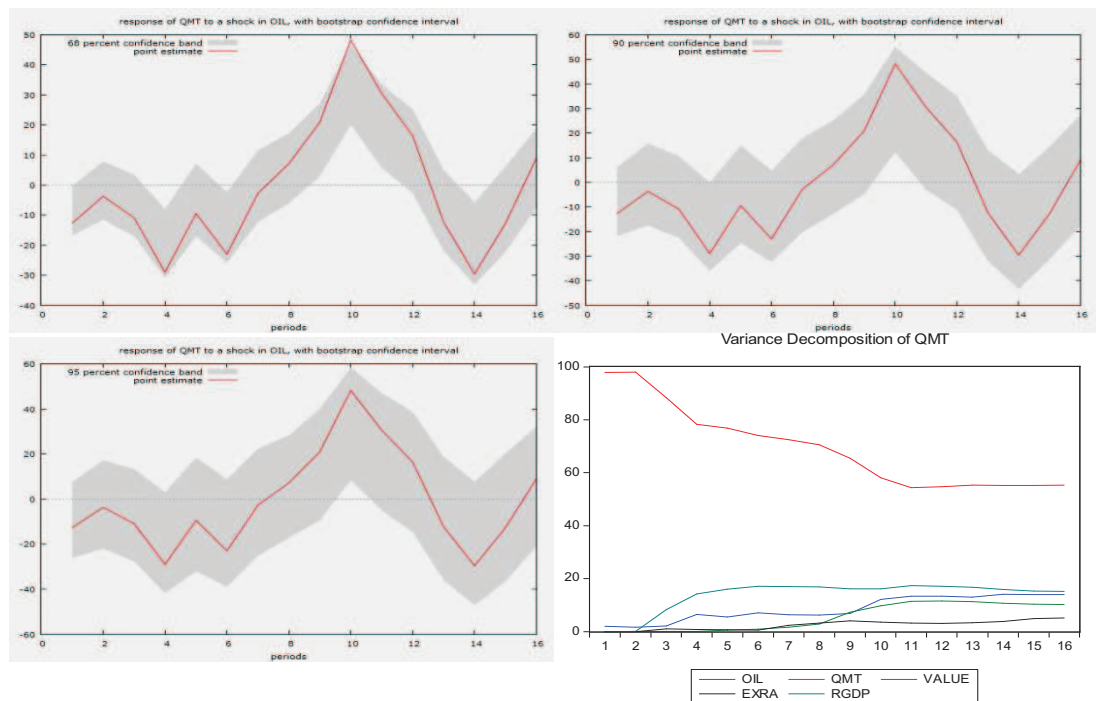 response of QMT to a shock in OIL, with bootstrap confidence interval
68 percent confidence band
point estimate
50
40
30
20
10
0
-10
-20
-30
-40
0 2 4 6 8 10 12 14 16
periods
response of QMT to a shock in OIL, with bootstrap confidence interval
90 percent confidence band
point estimate
60
50
40
30
20
10
0
-10
-20
-30
-40
-50
0 2 4 6 8 10 12 14 16
periods
response of QMT to a shock in OIL, with bootstrap confidence interval
95 percent confidence band
point estimate
60
40
20
0
-20
-40
-60
0 2 4 6 8 10 12 14 16
periods
Variance Decomposition of QMT
100
80
60
40
20
0
1 2 3 4 5 6 7 8 9 10 11 12 13 14 15 16
OIL QMT VALUE
EXRA RGDP